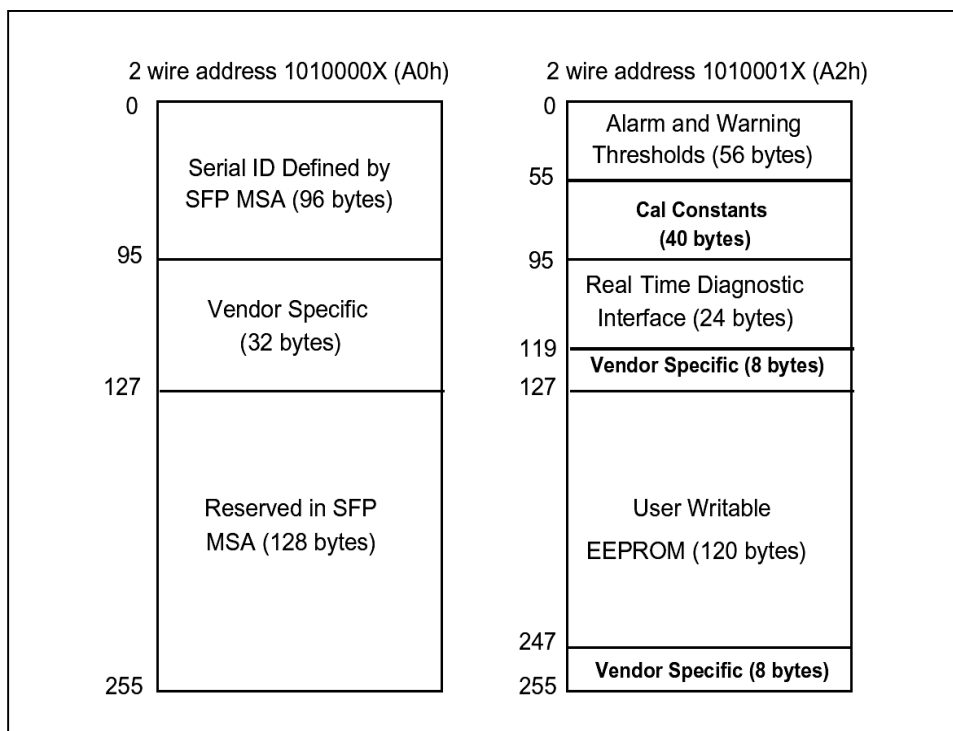 2 wire address 1010000X (A0h)
0
Serial ID Defined by
SFP MSA (96 bytes)
95
Vendor Specific
(32 bytes)
127
Reserved in SFP
MSA (128 bytes)
255
2 wire address 1010001X (A2h)
0
Alarm and Warning
Thresholds (56 bytes)
55
Cal Constants
(40 bytes)
95
Real Time Diagnostic
Interface (24 bytes)
119
Vendor Specific (8 bytes)
127
User Writable
EEPROM (120 bytes)
247
Vendor Specific (8 bytes)
255